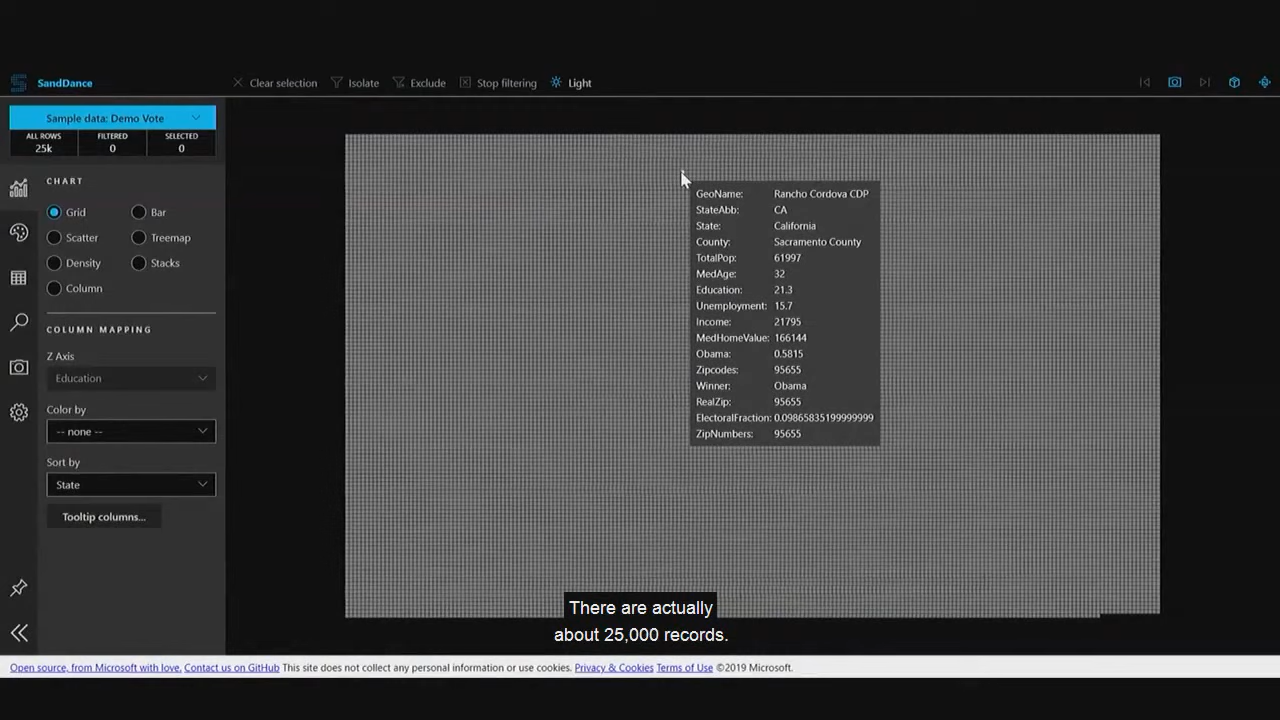 SandDance
Clear selection
Isolate
Exclude
Stop filtering
Light
Sample data: Demo Vote
ALL ROWS FILTERED SELECTED
25k 0 0
CHART
Grid Bar
Scatter Treemap
Density Stacks
Column
COLUMN MAPPING
Z Axis
Education
Color by
-- none --
Sort by
State
Tooltip columns...
GeoName: Rancho Cordova CDP
StateAbb: CA
State: California
County: Sacramento County
TotalPop: 61997
MedAge: 32
Education: 21.3
Unemployment: 15.7
Income: 21795
MedHomeValue: 166144
Obama: 0.5815
Zipcodes: 95655
Winner: Obama
RealZip: 95655
ElectoralFraction: 0.09865835199999999
ZipNumbers: 95655
There are actually
about 25,000 records.
Open source, from Microsoft with love. Contact us on GitHub This site does not collect any personal information or use cookies. Privacy & Cookies Terms of Use ©2019 Microsoft.